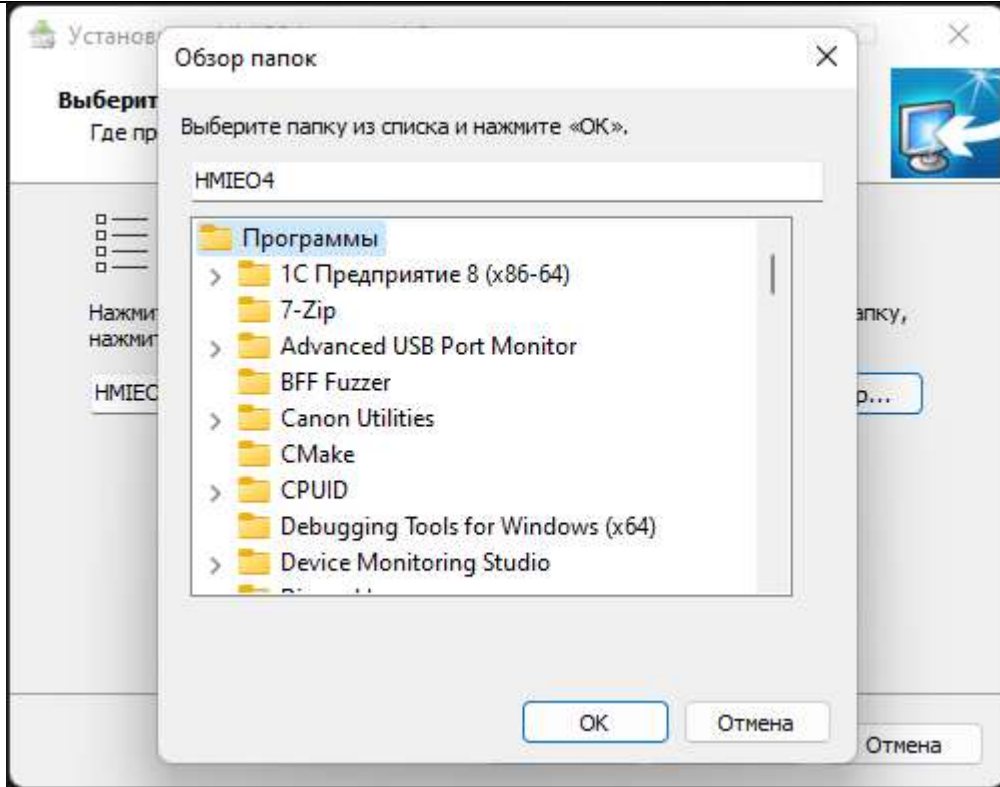 Установ
Обзор папок
Выберит
Где пр
Выберите папку из списка и нажмите «ОК».
HMIEO4
Программы
1С Предприятие 8 (x86-64)
7-Zip
Advanced USB Port Monitor
BFF Fuzzer
Canon Utilities
CMake
CPUID
Debugging Tools for Windows (x64)
Device Monitoring Studio
Нажми
нажми
апку,
HMIEO
р...
ОК
Отмена
Отмена